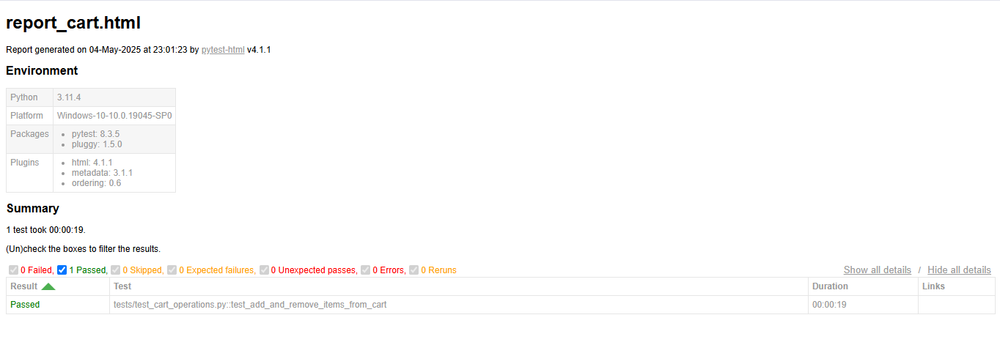 report_cart.html
Report generated on 04-May-2025 at 23:01:23 by pytest-html v4.1.1
Environment
Python 3.11.4
Platform Windows-10-10.0.19045-SP0
Packages
• pytest: 8.3.5
• pluggy: 1.5.0
Plugins
• html: 4.1.1
• metadata: 3.1.1
• ordering: 0.6
Summary
1 test took 00:00:19.
(Un)check the boxes to filter the results.
0 Failed, 1 Passed, 0 Skipped, 0 Expected failures, 0 Unexpected passes, 0 Errors, 0 Reruns Show all details / Hide all details
Result Test Duration Links
Passed tests/test_cart_operations.py::test_add_and_remove_items_from_cart 00:00:19